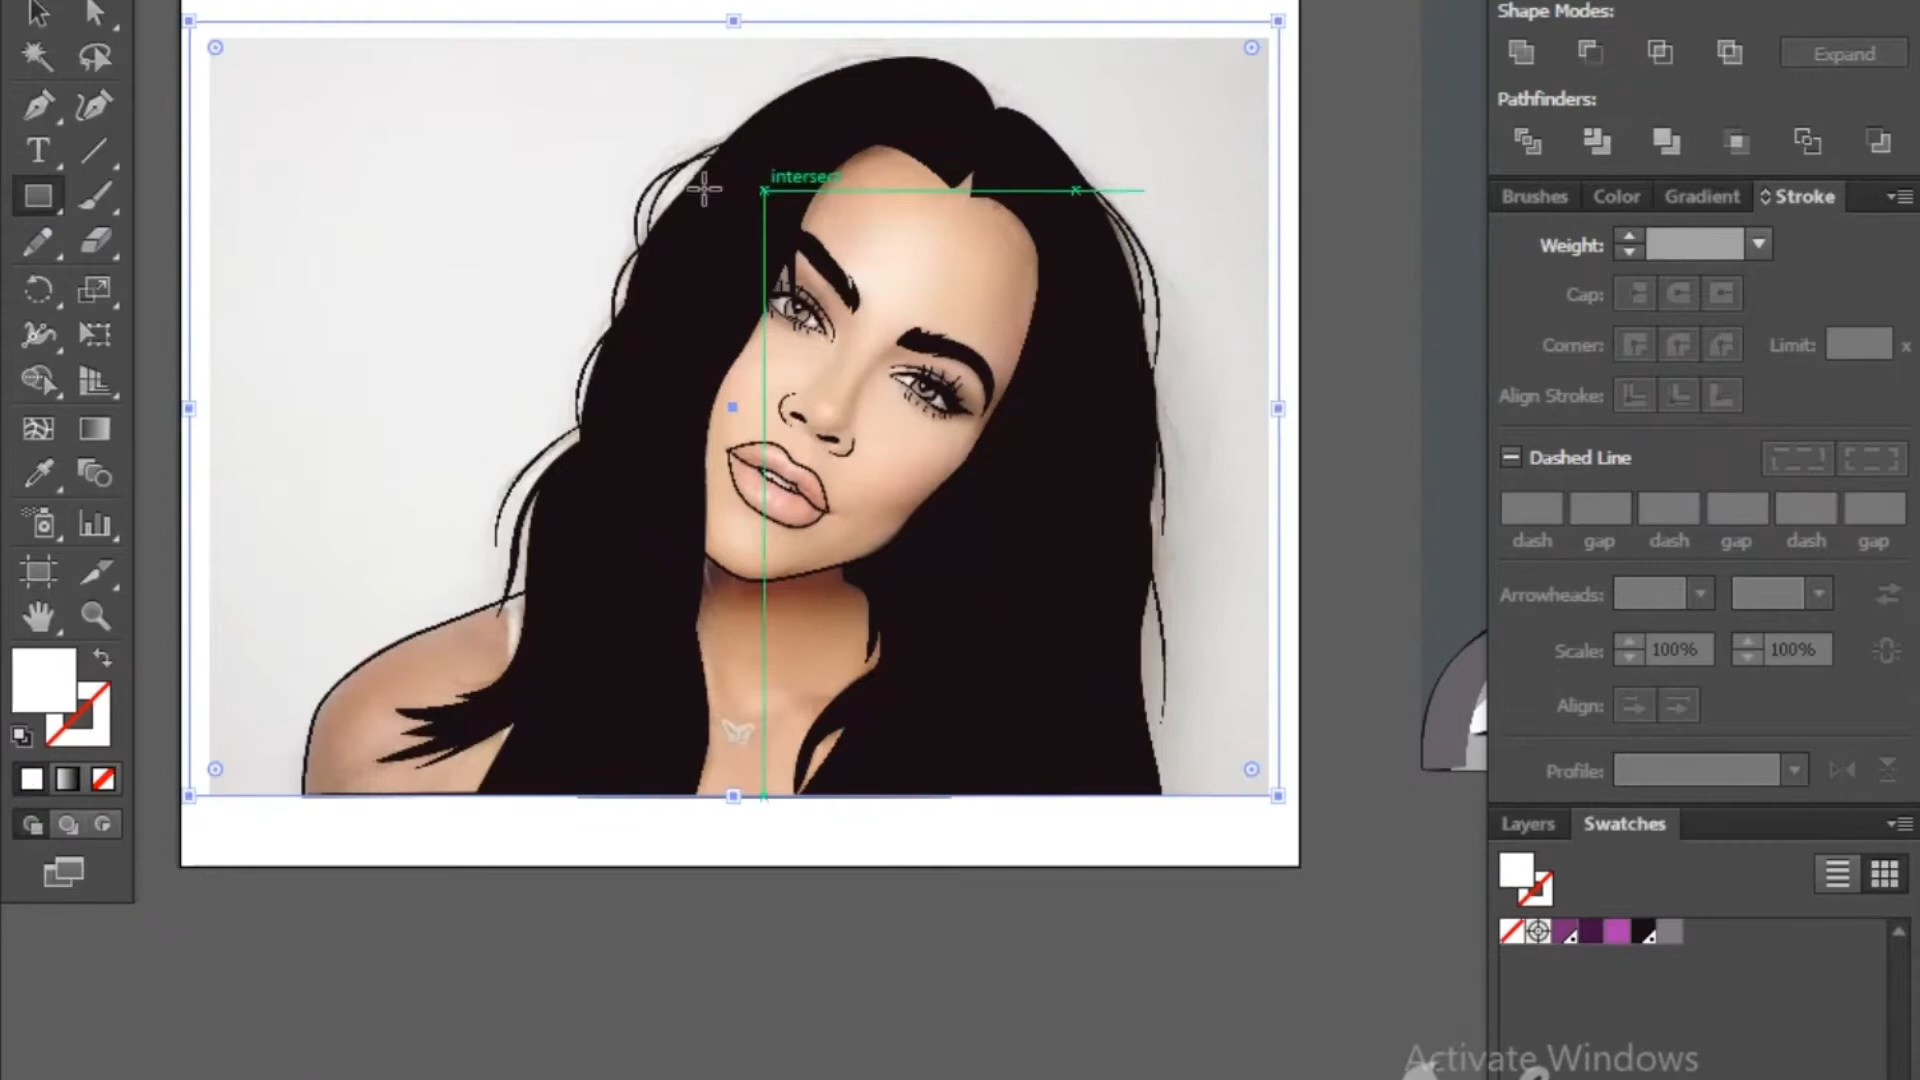 Shape Modes:
Expand
Pathfinders:
Brushes Color Gradient Stroke
Weight:
Cap:
Corner: Limit: x
Align Stroke:
Dashed Line
dash gap dash gap dash gap
Arrowheads:
Scale: 100% 100%
Align:
Profile:
Layers Swatches
intersect
Activate Windows